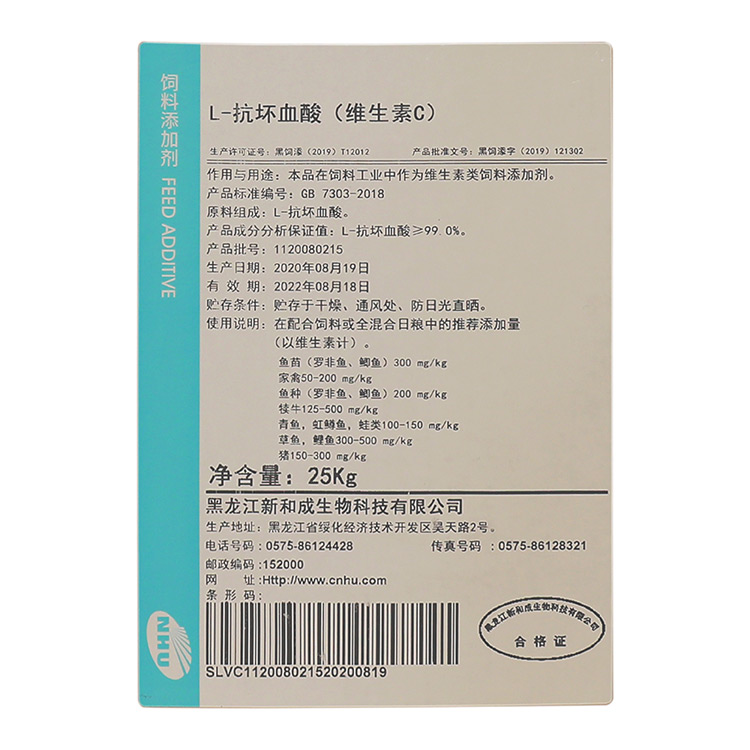 饲料添加剂 FEED ADDITIVE
L-抗坏血酸（维生素C）
生产许可证号：黑饲添（2019）T12012 产品批准文号：黑饲添字（2019）121302
作用与用途：本品在饲料工业中作为维生素类饲料添加剂。
产品标准编号：GB 7303-2018
原料组成：L-抗坏血酸。
产品成分分析保证值：L-抗坏血酸≥99.0%。
产品批号：1120080215
生产日期：2020年08月19日
有 效 期：2022年08月18日
贮存条件：贮存于干燥、通风处、防日光直晒。
使用说明：在配合饲料或全混合日粮中的推荐添加量
（以维生素计）。
鱼苗（罗非鱼、鲫鱼）300 mg/kg
家禽50-200 mg/kg
鱼种（罗非鱼、鲫鱼）200 mg/kg
犊牛125-500 mg/kg
青鱼，虹鳟鱼，蛙类100-150 mg/kg
草鱼，鲤鱼300-500 mg/kg
猪150-300 mg/kg
净含量：25Kg
黑龙江新和成生物科技有限公司
生产地址：黑龙江省绥化经济技术开发区昊天路2号。
电话号码：0575-86124428 传真号码：0575-86128321
邮政编码：152000
网 址：Http://www.cnhu.com
条 形 码：
SLVC112008021520200819
黑龙江新和成生物科技有限公司
合格证
NHU